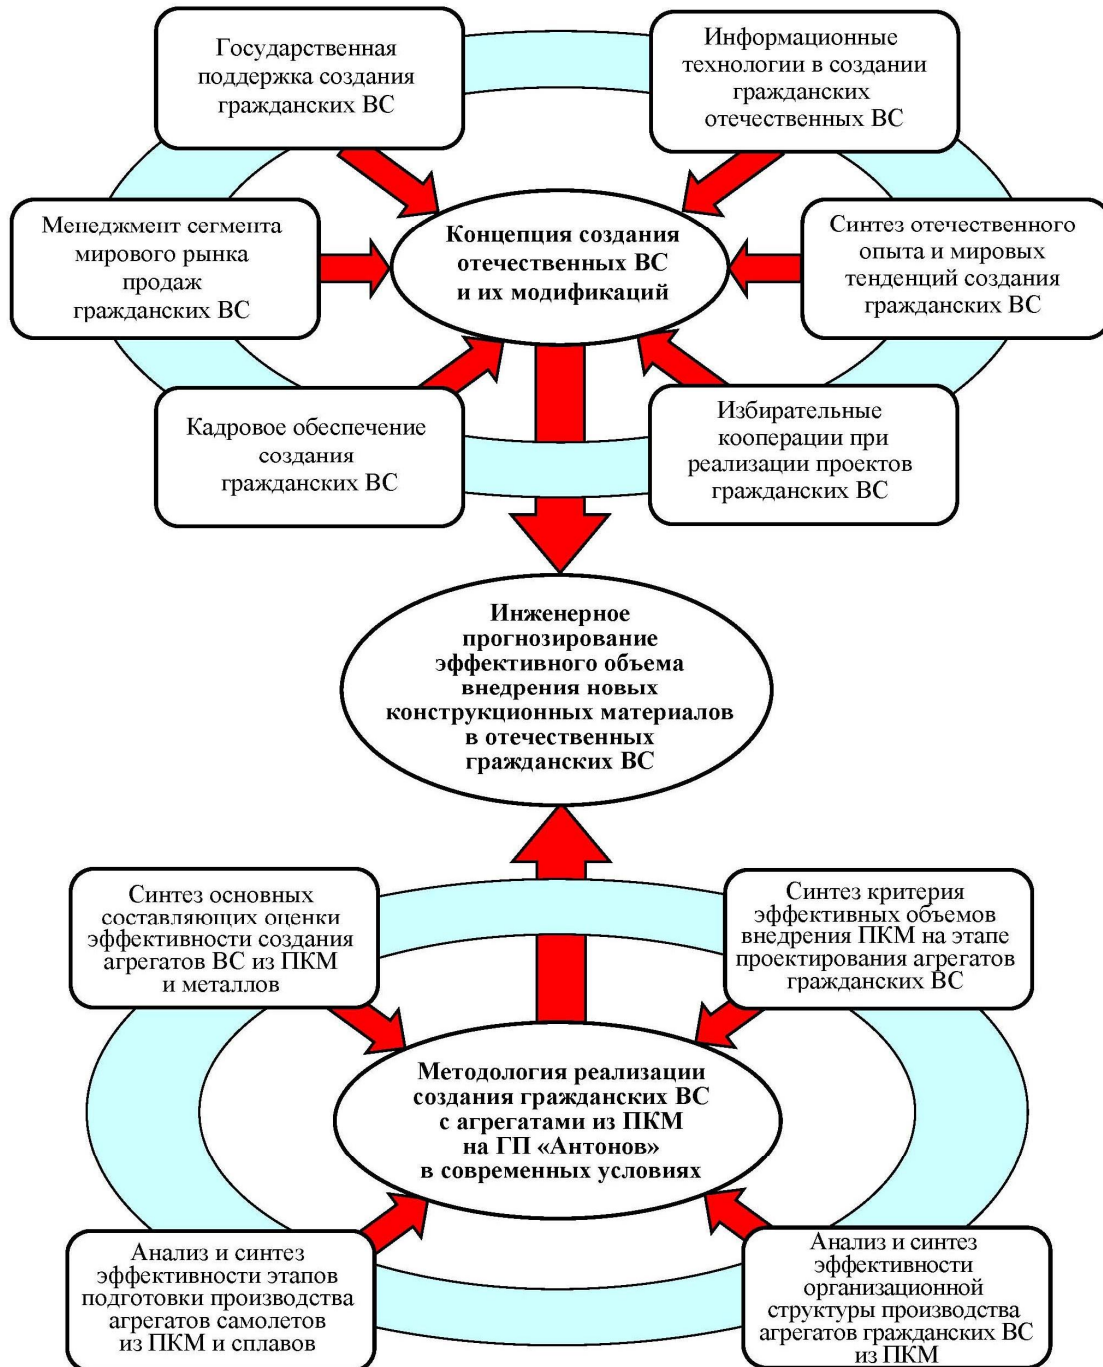 Государственная
поддержка создания
гражданских ВС
Информационные
технологии в создании
гражданских
отечественных ВС
Менеджмент сегмента
мирового рынка
продаж
гражданских ВС
Концепция создания
отечественных ВС
и их модификаций
Синтез отечественного
опыта и мировых
тенденций создания
гражданских ВС
Кадровое обеспечение
создания
гражданских ВС
Избирательные
кооперации при
реализации проектов
гражданских ВС
Инженерное
прогнозирование
эффективного объема
внедрения новых
конструкционных материалов
в отечественных
гражданских ВС
Синтез основных
составляющих оценки
эффективности создания
агрегатов ВС из ПКМ
и металлов
Синтез критерия
эффективных объемов
внедрения ПКМ на этапе
проектирования агрегатов
гражданских ВС
Методология реализации
создания гражданских ВС
с агрегатами из ПКМ
на ГП «Антонов»
в современных условиях
Анализ и синтез
эффективности этапов
подготовки производства
агрегатов самолетов
из ПКМ и сплавов
Анализ и синтез
эффективности
организационной
структуры производства
агрегатов гражданских ВС
из ПКМ